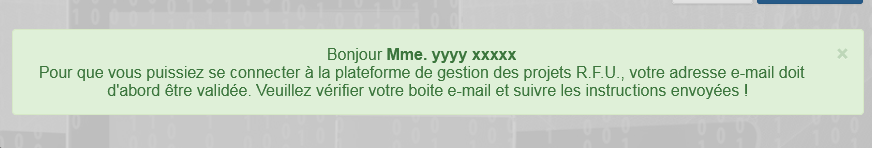 Bonjour Mme. yyyy xxxxx
Pour que vous puissiez se connecter à la plateforme de gestion des projets R.F.U., votre adresse e-mail doit
d'abord être validée. Veuillez vérifier votre boite e-mail et suivre les instructions envoyées !
×